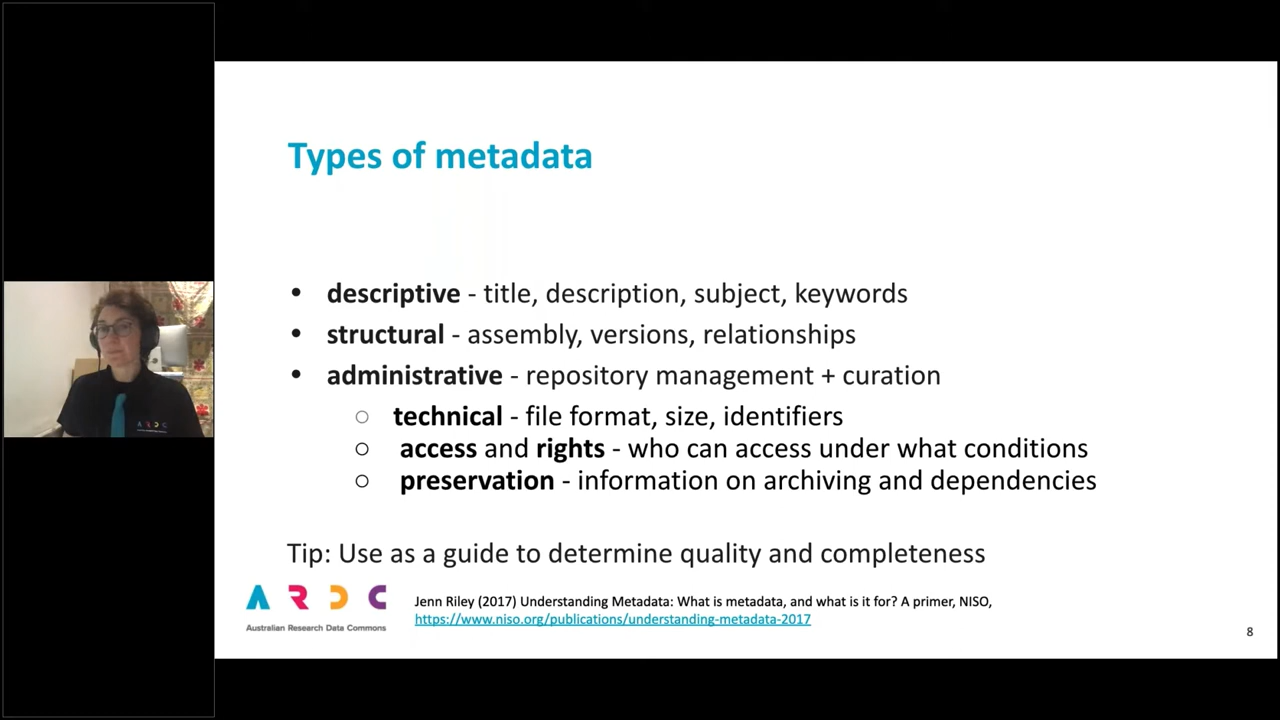 Types of metadata
• descriptive - title, description, subject, keywords
• structural - assembly, versions, relationships
• administrative - repository management + curation
○ technical - file format, size, identifiers
○ access and rights - who can access under what conditions
○ preservation - information on archiving and dependencies
Tip: Use as a guide to determine quality and completeness
ARDC
Australian Research Data Commons
Jenn Riley (2017) Understanding Metadata: What is metadata, and what is it for? A primer, NISO,
https://www.niso.org/publications/understanding-metadata-2017
8
ARDC